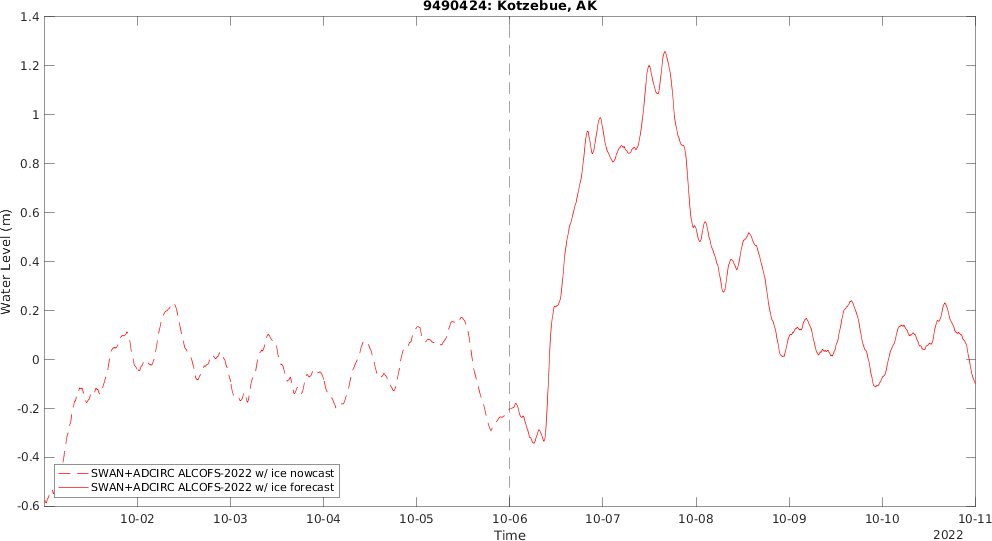 9490424: Kotzebue, AK
1.4
1.2
1
0.8
0.6
0.4
0.2
0
-0.2
-0.4
-0.6
Water Level (m)
SWAN+ADCIRC ALCOFS-2022 w/ ice nowcast
SWAN+ADCIRC ALCOFS-2022 w/ ice forecast
10-02 10-03 10-04 10-05 10-06 10-07 10-08 10-09 10-10 10-11
Time
2022